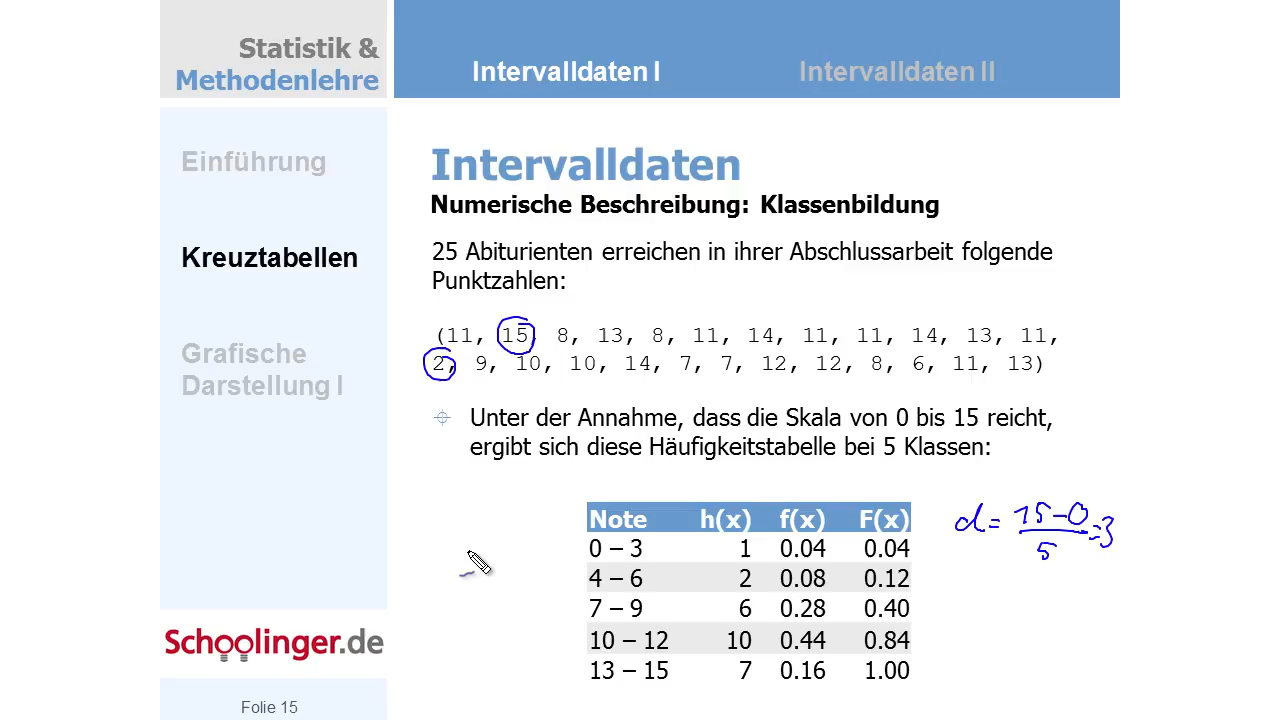 Statistik &
Methodenlehre
Intervalldaten I
Intervalldaten II
Einführung
Kreuztabellen
Grafische
Darstellung I
Intervalldaten
Numerische Beschreibung: Klassenbildung
25 Abiturienten erreichen in ihrer Abschlussarbeit folgende
Punktzahlen:
(11, 15, 8, 13, 8, 11, 14, 11, 11, 14, 13, 11,
2, 9, 10, 10, 14, 7, 7, 12, 12, 8, 6, 11, 13)
Unter der Annahme, dass die Skala von 0 bis 15 reicht,
ergibt sich diese Häufigkeitstabelle bei 5 Klassen:
Note h(x) f(x) F(x)
0 – 3 1 0.04 0.04
4 – 6 2 0.08 0.12
7 – 9 6 0.28 0.40
10 – 12 10 0.44 0.84
13 – 15 7 0.16 1.00
d = 15-0
5
=3
Schoolinger.de
Folie 15